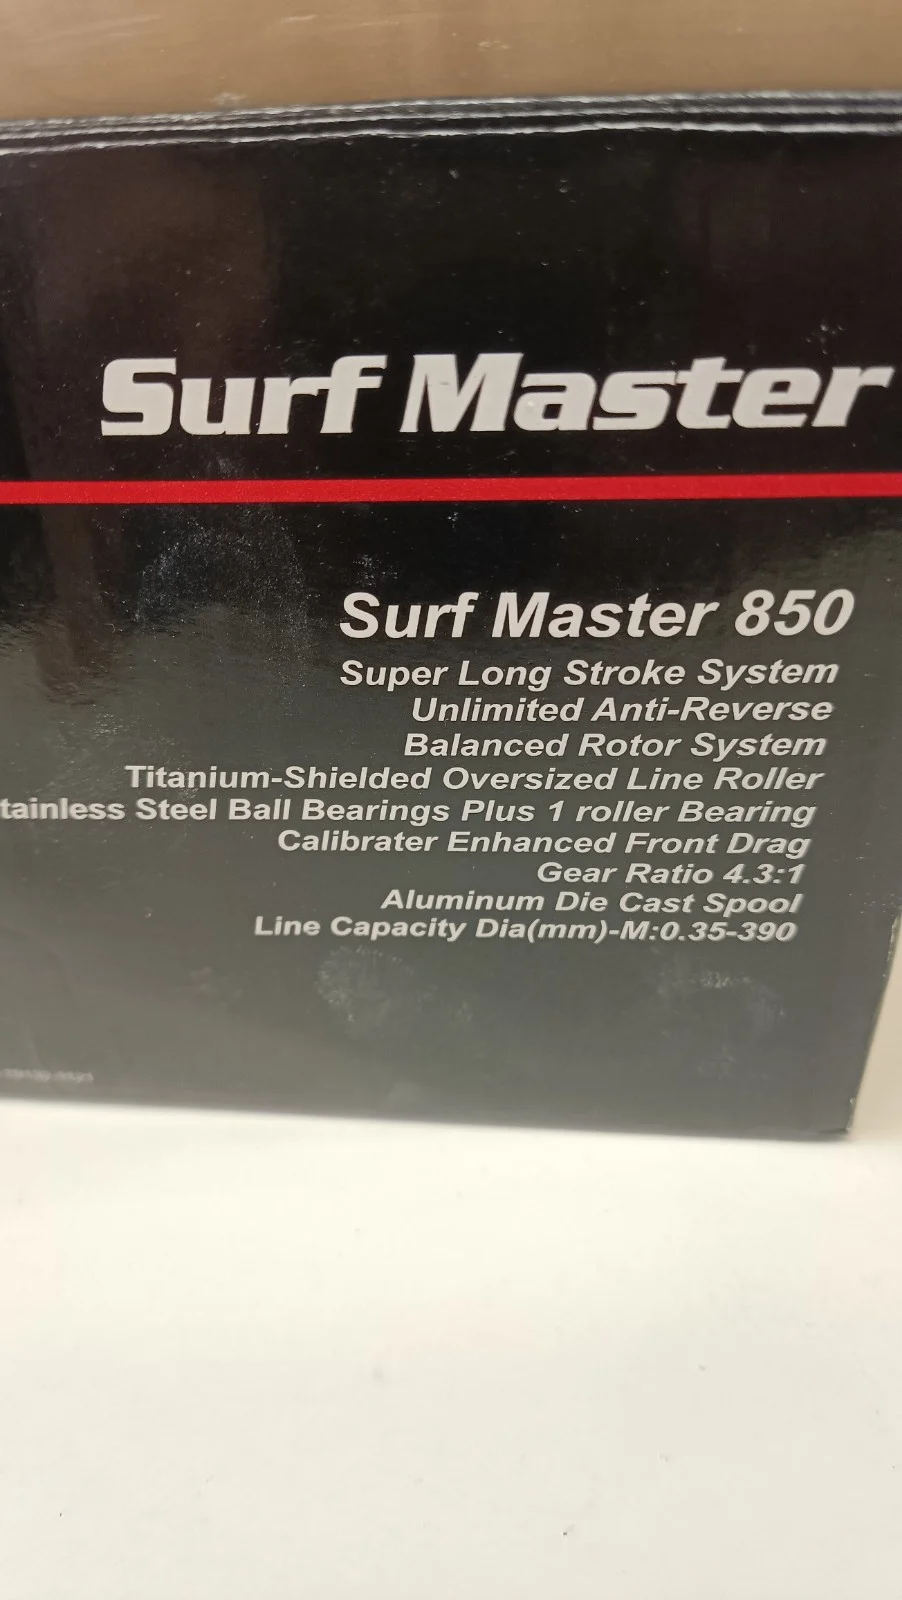 Surf Master
Surf Master 850
Super Long Stroke System
Unlimited Anti-Reverse
Balanced Rotor System
Titanium-Shielded Oversized Line Roller
tainless Steel Ball Bearings Plus 1 roller Bearing
Calibrater Enhanced Front Drag
Gear Ratio 4.3:1
Aluminum Die Cast Spool
Line Capacity Dia(mm)-M:0.35-390